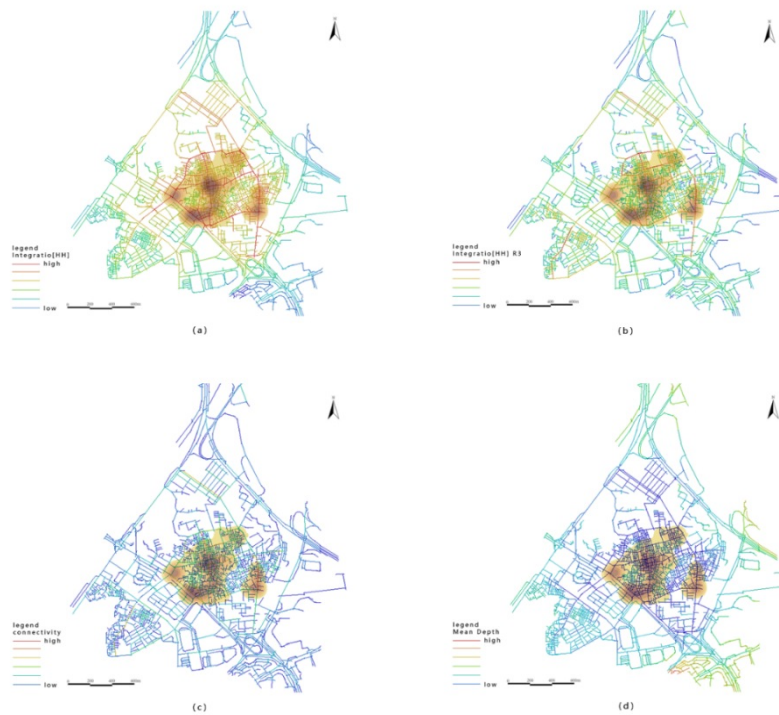 legend
Integratio[HH]
high
low
(a)
legend
Integratio[HH] R3
high
low
(b)
legend
connectivity
high
low
(c)
legend
Mean Depth
high
low
(d)